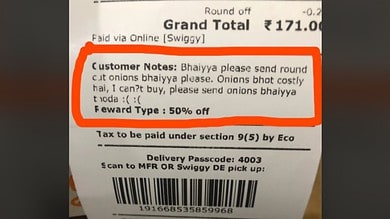 Round off -0.2
Grand Total ₹171.0
Paid via Online [Swiggy]
Customer Notes: Bhaiyya please send round
cut onions bhaiyya please. Onions bhot costly
hai, I can?t buy, please send onions bhaiyya
thoda :( :(
Reward Type : 50% off
Tax to be paid under section 9(5) by Eco
Delivery Passcode: 4003
Scan to MFR OR Swiggy DE pick up:
191668535859968